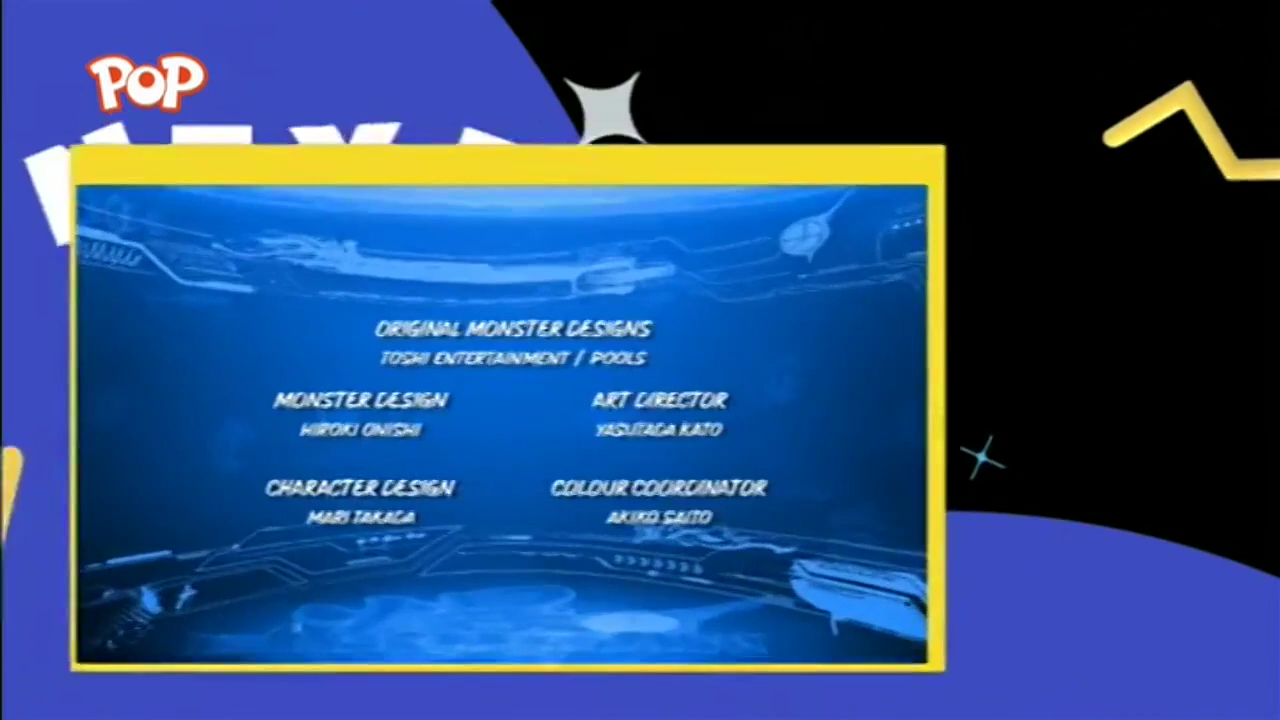 POP
ORIGINAL MONSTER DESIGNS
TOSHI ENTERTAINMENT / POOLS
MONSTER DESIGN
ART DIRECTOR
HIROKI ONISHI
YASUTAGA KATO
CHARACTER DESIGN
COLOUR COORDINATOR
MARI TAKAGA
AKIKO SAITO